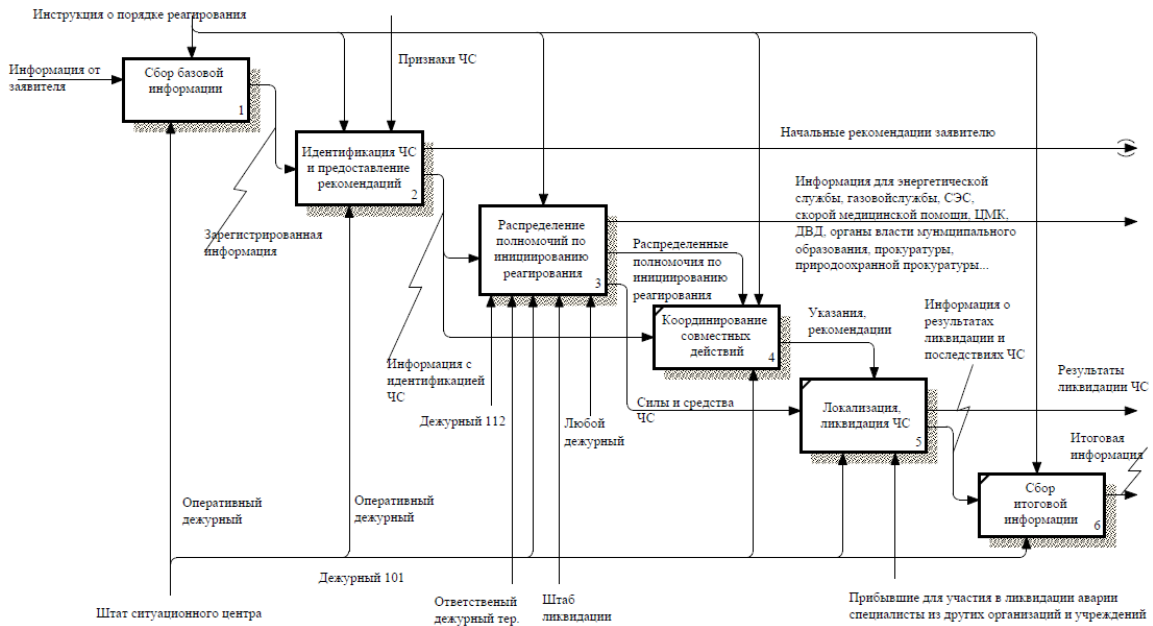 Инструкция о порядке реагирования
Информация от
заявителя
Сбор базовой
информации
1
Признаки ЧС
Идентификация ЧС
и предоставление
рекомендаций
2
Начальные рекомендации заявителю
Зарегистрированная
информация
Информация для энергетической
службы, газовойслужбы, СЭС,
скорой медицинской помощи, ЦМК,
ДВД, органы власти мунмципального
образования, прокуратуры,
природоохранной прокуратуры...
Распределение
полномочий по
инициированию
реагирования
3
Распределенные
полномочия по
инициированию
реагирования
Координирование
совместных
действий
4
Указания,
рекомендации
Информация о
результатах
ликвидации и
последствиях ЧС
Информация с
идентификацией
ЧС
Результаты
ликвидации ЧС
Силы и средства
ЧС
Локализация,
ликвидация ЧС
5
Дежурный 112
Любой
дежурный
Итоговая
информация
Сбор
итоговой
информации
6
Оперативный
дежурный
Оперативный
дежурный
Дежурный 101
Штат ситуационного центра
Ответственый
дежурный тер.
Штаб
ликвидации
Прибывшие для участия в ликвидации аварии
специалисты из других организаций и учреждений